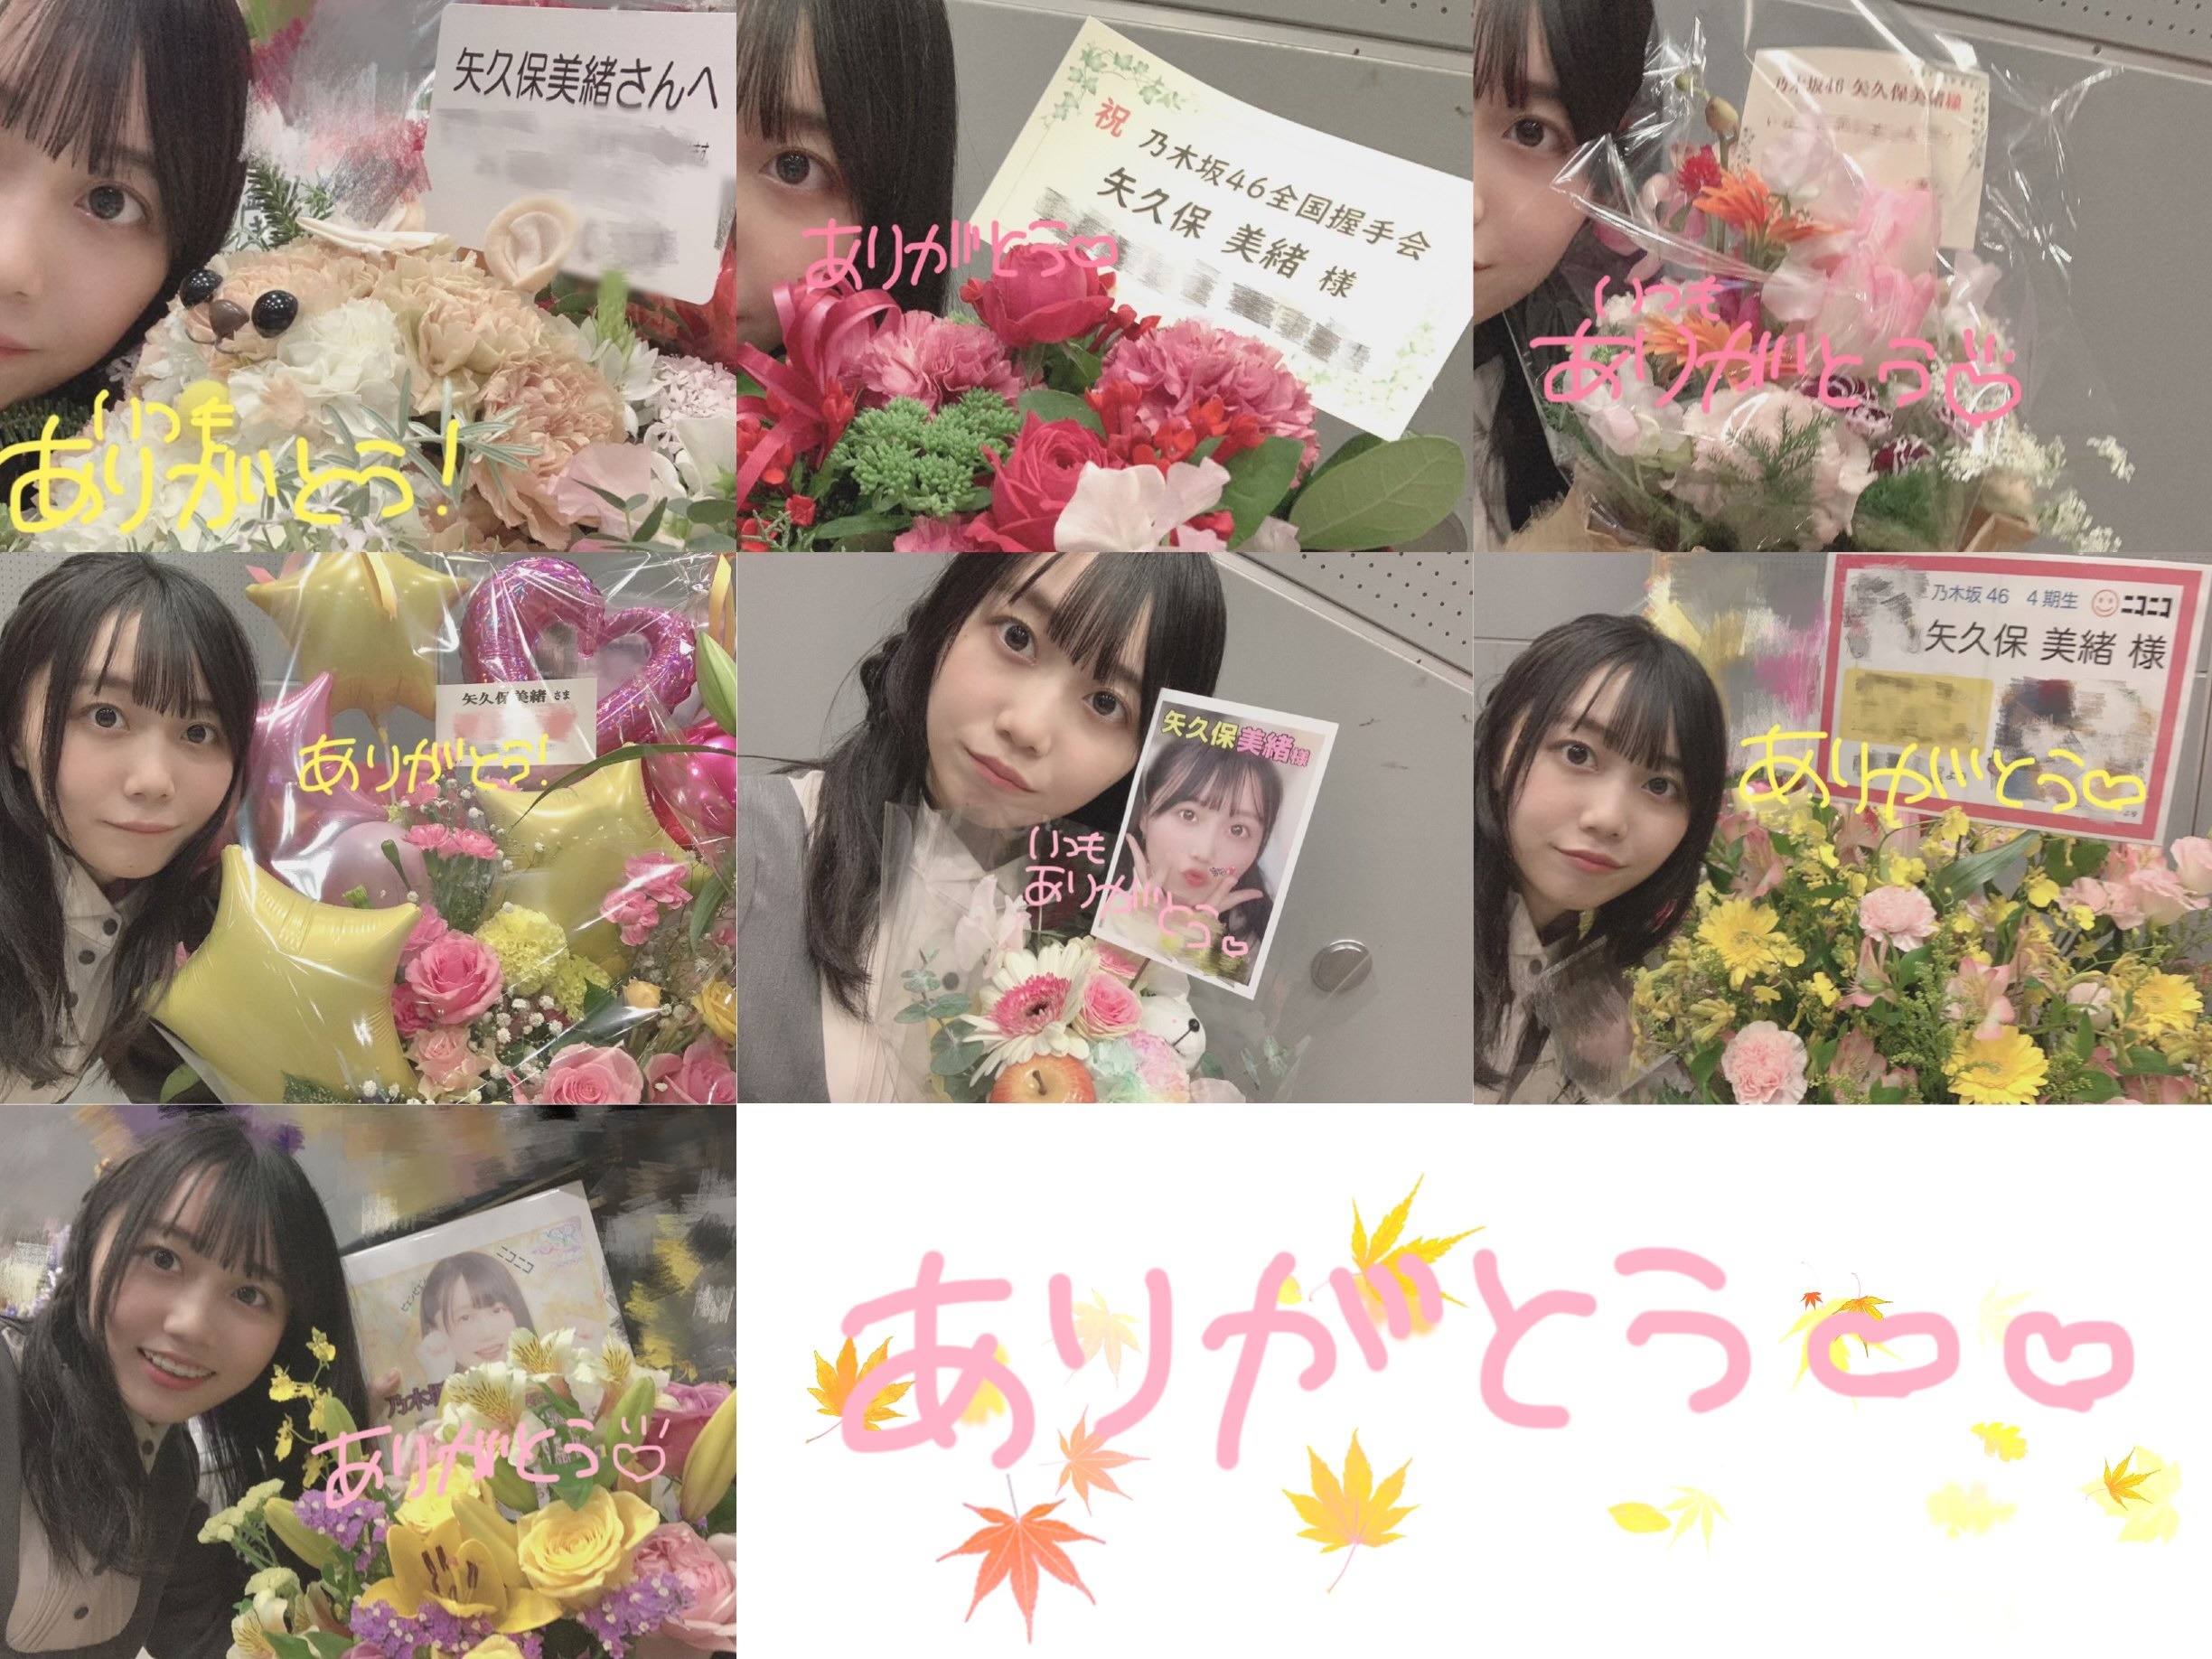 矢久保美緒さんへ
ます
いつも
ありがとう!
祝
乃木坂46全国握手会
矢久保 美緒 様
ありがとう
乃木坂46 矢久保美緒様
いつも
ありがとう
矢久保美緒 さま
ありがとう!
矢久保美緒様
いつも
ありがとう
乃木坂46 4期生 ニコニコ
矢久保 美緒 様
ありがとう
ニコニコ
乃木坂
ありがとう
ありがとう